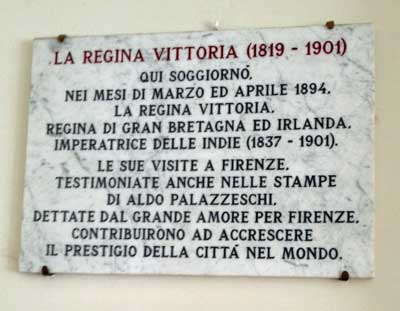 LA REGINA VITTORIA (1819 - 1901)
QUI SOGGIORNÒ,
NEI MESI DI MARZO ED APRILE 1894,
LA REGINA VITTORIA,
REGINA DI GRAN BRETAGNA ED IRLANDA,
IMPERATRICE DELLE INDIE (1837 - 1901).
LE SUE VISITE A FIRENZE,
TESTIMONIATE ANCHE NELLE STAMPE
DI ALDO PALAZZESCHI,
DETTATE DAL GRANDE AMORE PER FIRENZE,
CONTRIBUIRONO AD ACCRESCERE
IL PRESTIGIO DELLA CITTÀ NEL MONDO.